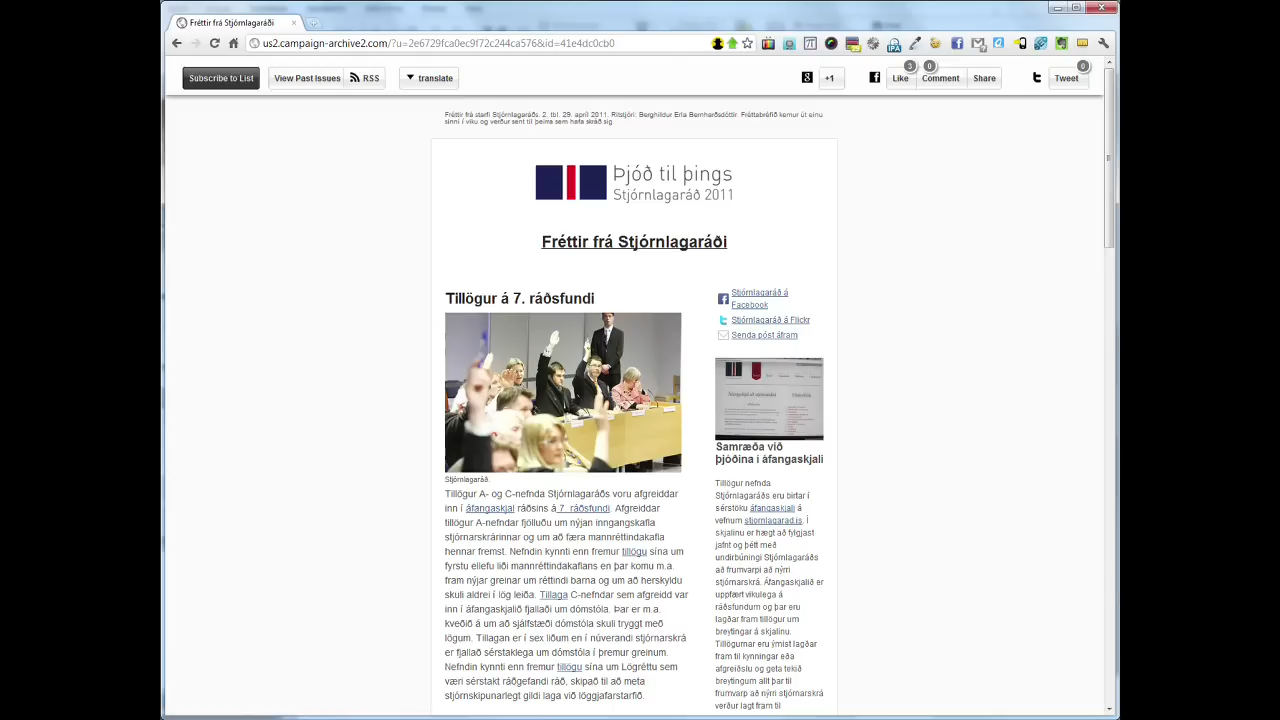 Fréttir frá Stjórnlagaráði
us2.campaign-archive2.com/?u=2e6729fca0ec9f72c244ca576&id=41e4dc0cb0
Subscribe to List
View Past Issues
RSS
translate
+1
3
Like
0
Comment
Share
0
Tweet
Fréttir frá starfi Stjórnlagaráðs. 2. tbl. 29. apríl 2011. Ritstjóri: Berghildur Erla Bernharðsdóttir. Fréttabréfið kemur út einu
sinni í viku og verður sent til þeirra sem hafa skráð sig
Þjóð til þings
Stjórnlagaráð 2011
Fréttir frá Stjórnlagaráði
Tillögur á 7. ráðsfundi
Stjórnlagaráð.
Tillögur A- og C-nefnda Stjórnlagaráðs voru afgreiddar
inn í áfangaskjal ráðsins á 7. ráðsfundi. Afgreiddar
tillögur A-nefndar fjölluðu um nýjan inngangskafla
stjórnarskrárinnar og um að færa mannréttindakafla
hennar fremst. Nefndin kynnti enn fremur tillögu sína um
fyrstu ellefu liði mannréttindakaflans en þar komu m.a.
fram nýjar greinar um réttindi barna og um að herskyldu
skuli aldrei í lög leiða. Tillaga C-nefndar sem afgreidd var
inn í áfangaskjalið fjallaði um dómstóla. Þar er m.a.
kveðið á um að sjálfstæði dómstóla skuli tryggt með
lögum. Tillagan er í sex liðum en í núverandi stjórnarskrá
er fjallað sérstaklega um dómstóla í þremur greinum.
Nefndin kynnti enn fremur tillögu sína um Lögréttu sem
væri sérstakt ráðgefandi ráð, skipað til að meta
stjórnskipunarlegt gildi laga við löggjafarstarfið.
Stjórnlagaráð á
Facebook
Stjórnlagaráð á Flickr
Senda póst áfram
Samræða við
þjóðina í áfangaskjali
Tillögur nefnda
Stjórnlagaráðs eru birtar í
sérstöku áfangaskjali á
vefnum stjornlagarad.is. Í
skjalinu er hægt að fylgjast
jafnt og þétt með
undirbúningi Stjórnlagaráðs
að frumvarpi að nýrri
stjórnarskrá. Áfangaskjalið er
uppfært vikulega á
ráðsfundum og þar eru
lagðar fram tillögur um
breytingar á skjalinu.
Tillögurnar eru ýmist lagðar
fram til kynningar eða
afgreiðslu og geta tekið
breytingum allt þar til
frumvarp að nýrri stjórnarskrá
verður lagt fram til